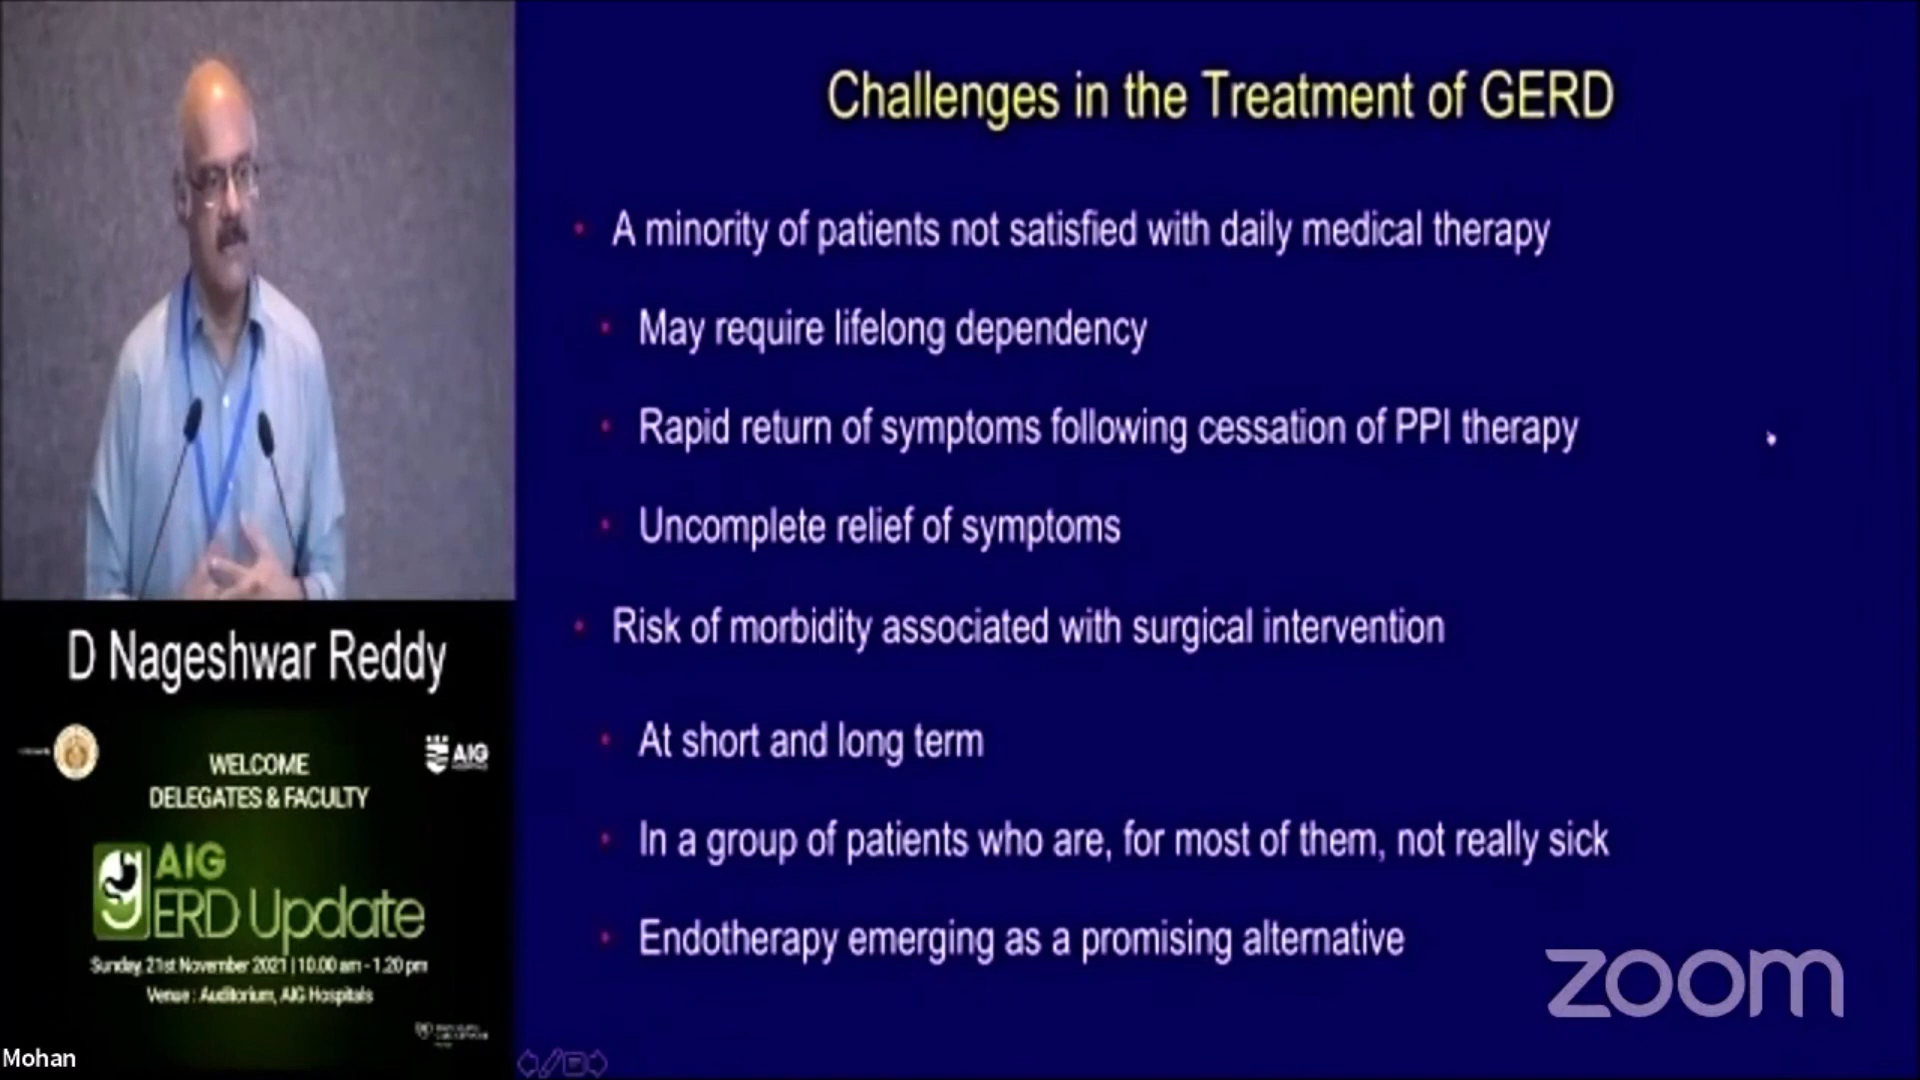 Challenges in the Treatment of GERD
A minority of patients not satisfied with daily medical therapy
May require lifelong dependency
Rapid return of symptoms following cessation of PPI therapy
Uncomplete relief of symptoms
Risk of morbidity associated with surgical intervention
At short and long term
In a group of patients who are, for most of them, not really sick
Endotherapy emerging as a promising alternative
zoom
D Nageshwar Reddy
AIG
WELCOME
DELEGATES & FACULTY
AIG
gERD Update
Sunday, 21st November 2021 | 10.00 am - 1.20 pm
Venue : Auditorium, AIG Hospitals
Mohan